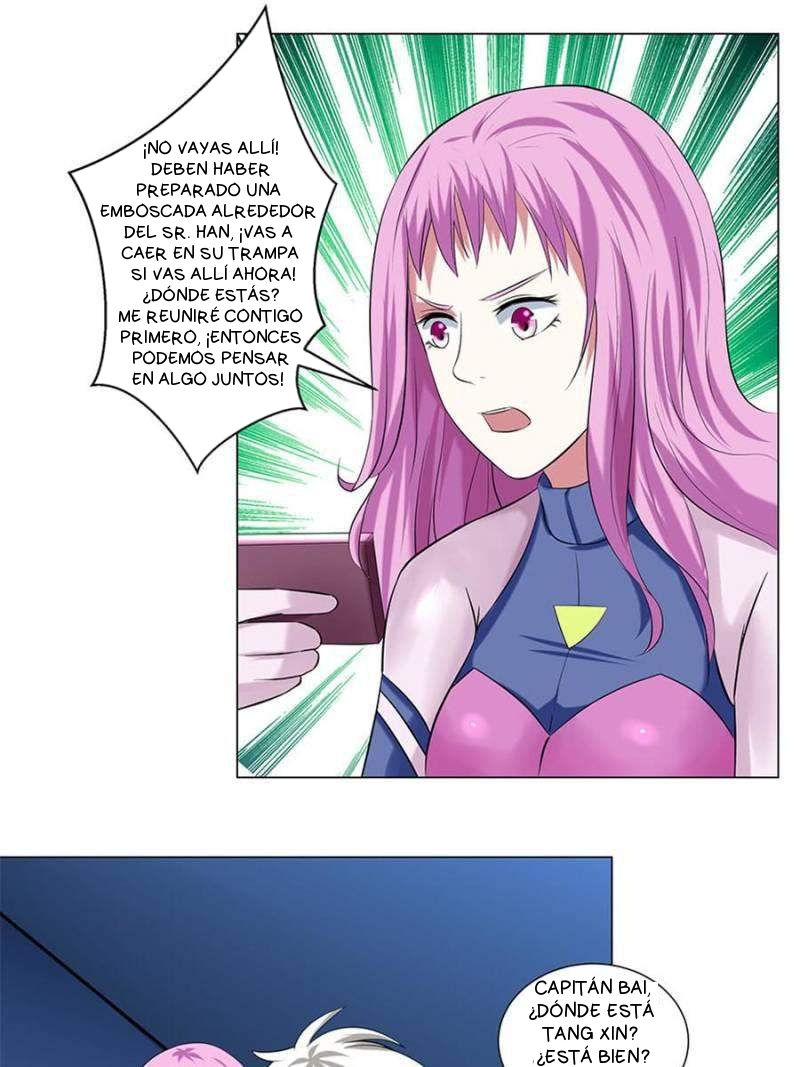 ¡NO VAYAS ALLÍ!
DEBEN HABER
PREPARADO UNA
EMBOSCADA ALREDEDOR
DEL SR. HAN, ¡VAS A
CAER EN SU TRAMPA
SI VAS ALLÍ AHORA!
¿DÓNDE ESTÁS?
ME REUNIRÉ CONTIGO
PRIMERO, ¡ENTONCES
PODEMOS PENSAR
EN ALGO JUNTOS!
CAPITÁN BAI,
¿DÓNDE ESTÁ
TANG XIN?
¿ESTÁ BIEN?